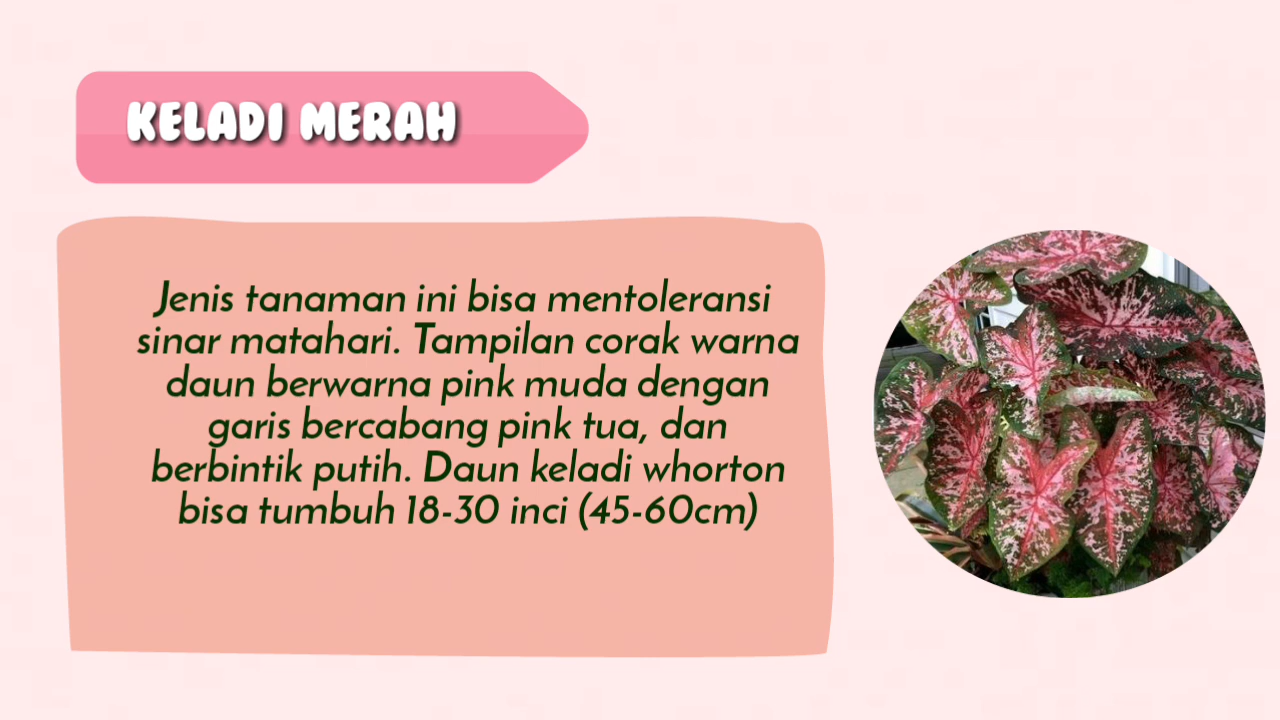 KELADI MERAH
Jenis tanaman ini bisa mentoleransi
sinar matahari. Tampilan corak warna
daun berwarna pink muda dengan
garis bercabang pink tua, dan
berbintik putih. Daun keladi whorton
bisa tumbuh 18-30 inci (45-60cm)